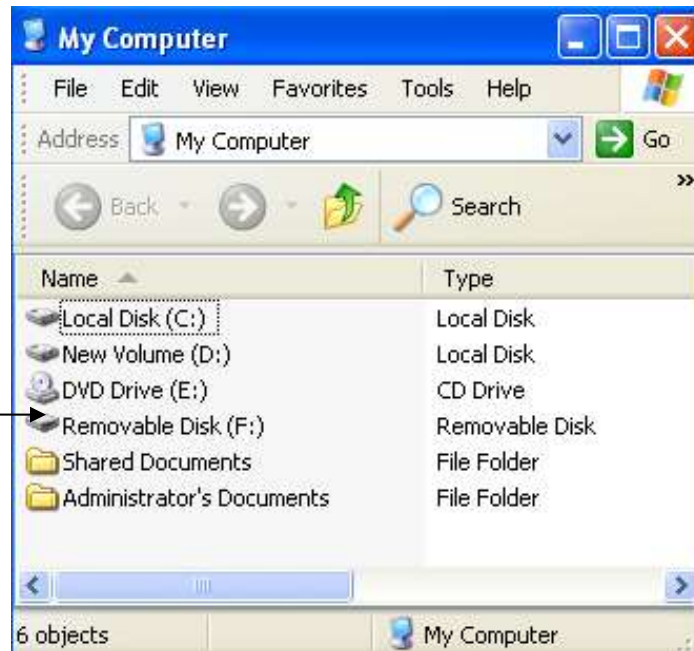 My Computer
File Edit View Favorites Tools Help
Address My Computer Go
Back Search »
Name Type
Local Disk (C:) Local Disk
New Volume (D:) Local Disk
DVD Drive (E:) CD Drive
Removable Disk (F:) Removable Disk
Shared Documents File Folder
Administrator's Documents File Folder
6 objects My Computer